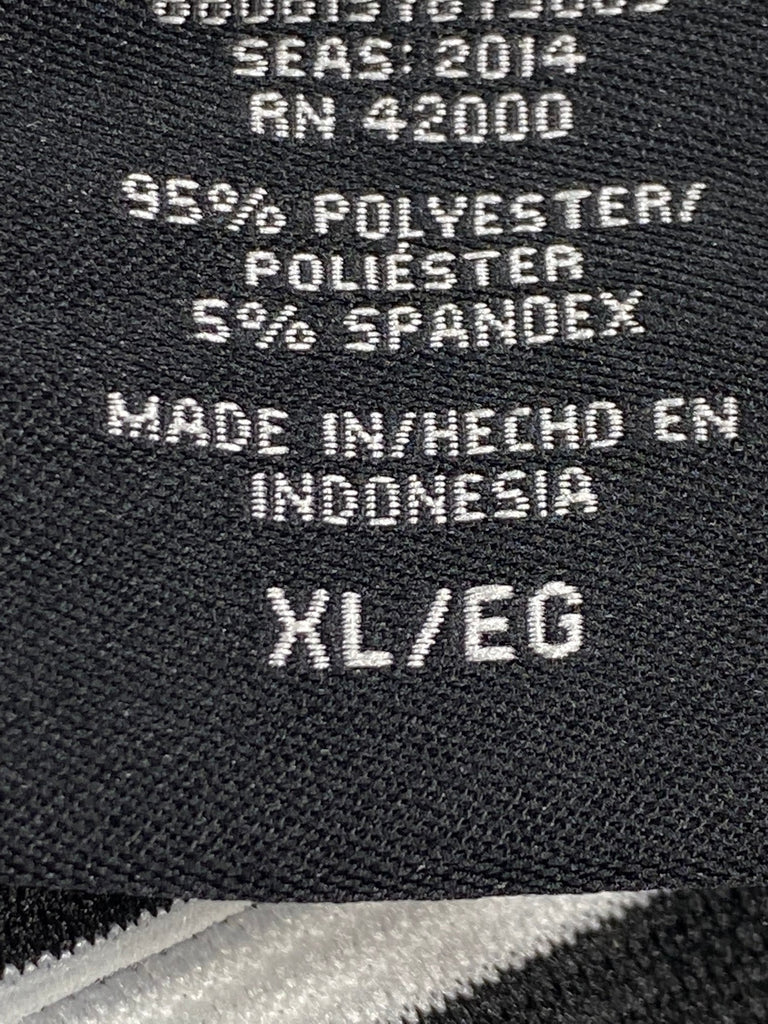 SEAS: 2014
RN 42000
95% POLYESTER/
POLIÉSTER
5% SPANDEX
MADE IN/HECHO EN
INDONESIA
XL/EG